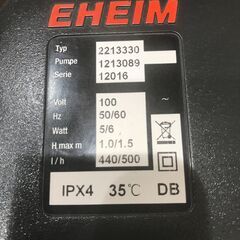 EHEIM
Typ 2213330
Pumpe 1213089
Serie 12016
Volt 100 ~
Hz 50/60
Watt 5/6
H max m 1.0/1.5
l / h 440/500
IPX4 35℃ DB